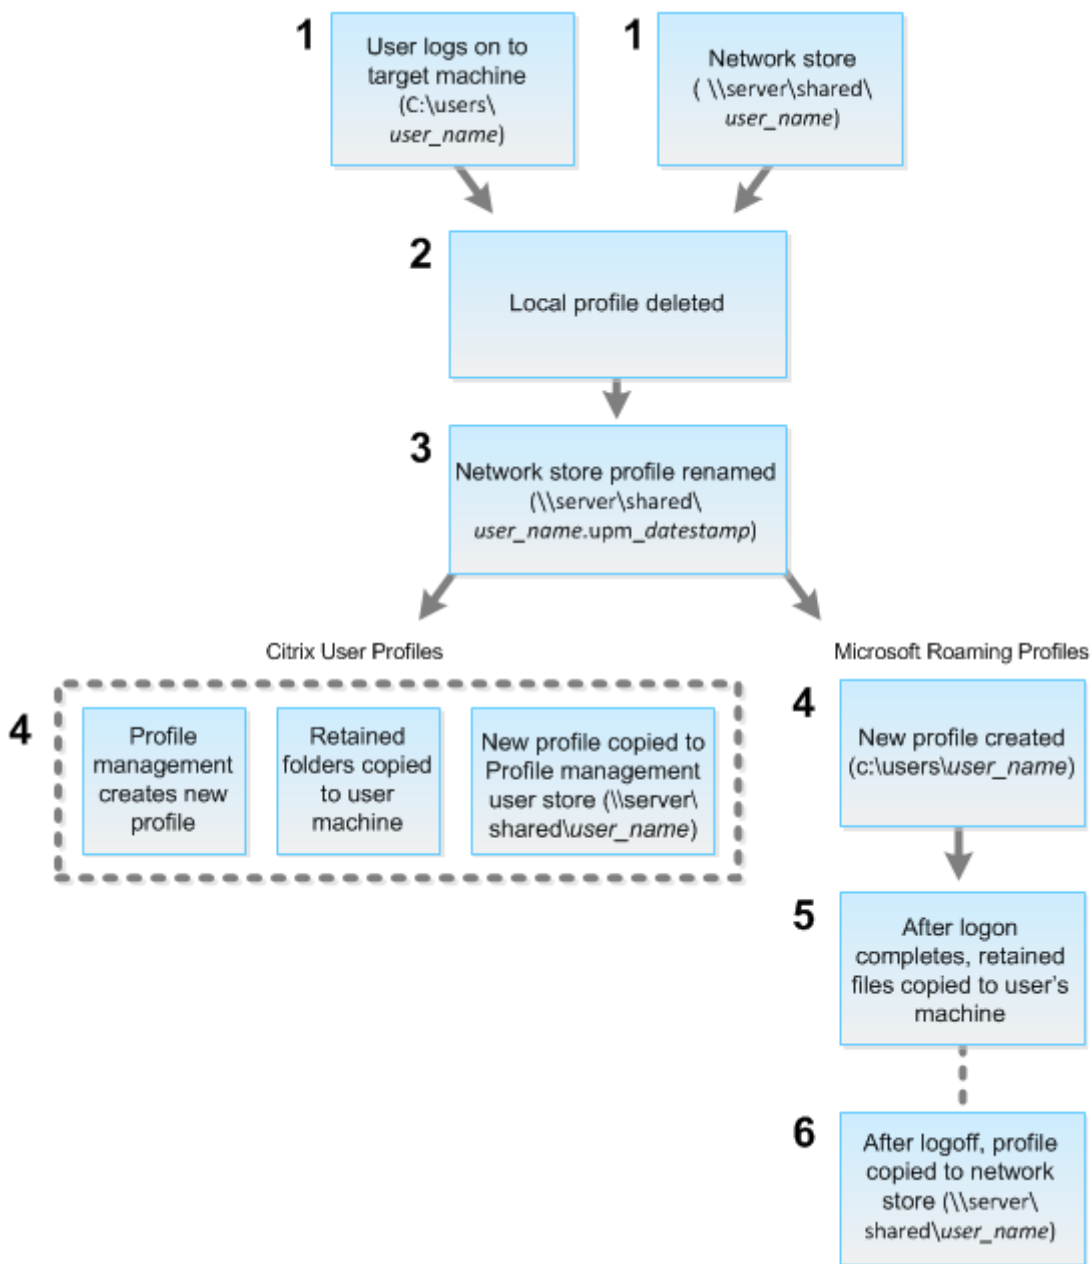 1
User logs on to
target machine
(C:\users\
user_name)
1
Network store
( \\server\shared\
user_name)
2
Local profile deleted
3
Network store profile renamed
(\\server\shared\
user_name.upm_datestamp)
Citrix User Profiles
4
Profile
management
creates new
profile
Retained
folders copied
to user
machine
New profile copied to
Profile management
user store (\\server\
shared\user_name)
Microsoft Roaming Profiles
4
New profile created
(c:\users\user_name)
5
After logon
completes, retained
files copied to user's
machine
6
After logoff, profile
copied to network
store (\\server\
shared\user_name)